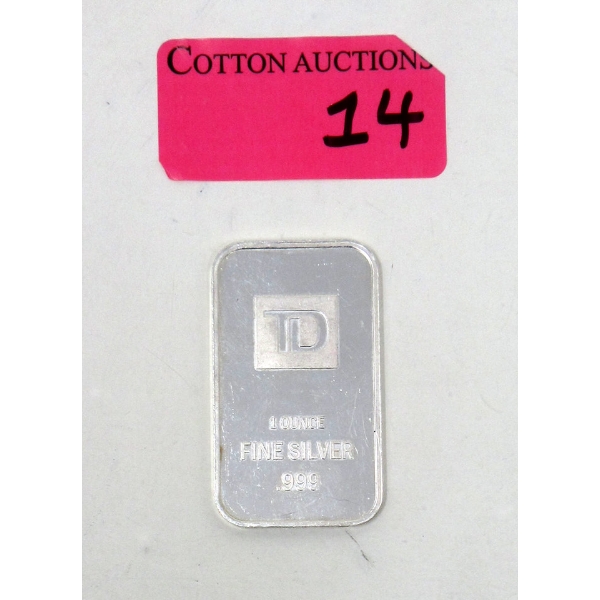 COTTON AUCTIONS
14
TD
1 OUNCE
FINE SILVER
.999